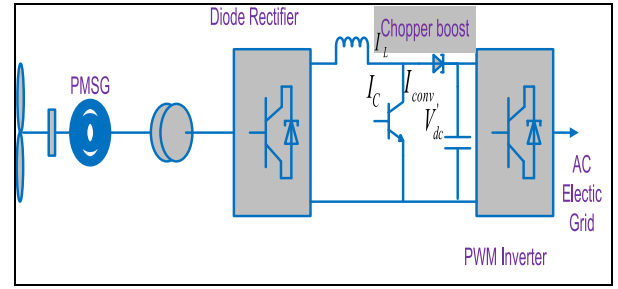 Diode Rectifier
Chopper boost
I_L
PMSG
I_C
I_conv
V'_dc
AC
Electic
Grid
PWM Inverter